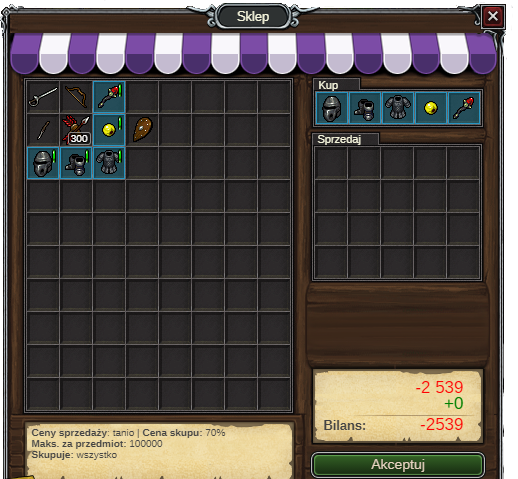 Sklep
Kup
300
Sprzedaj
-2 539
+0
Bilans: -2539
Ceny sprzedaży: tanio | Cena skupu: 70%
Maks. za przedmiot: 100000
Skupuje: wszystko
Akceptuj